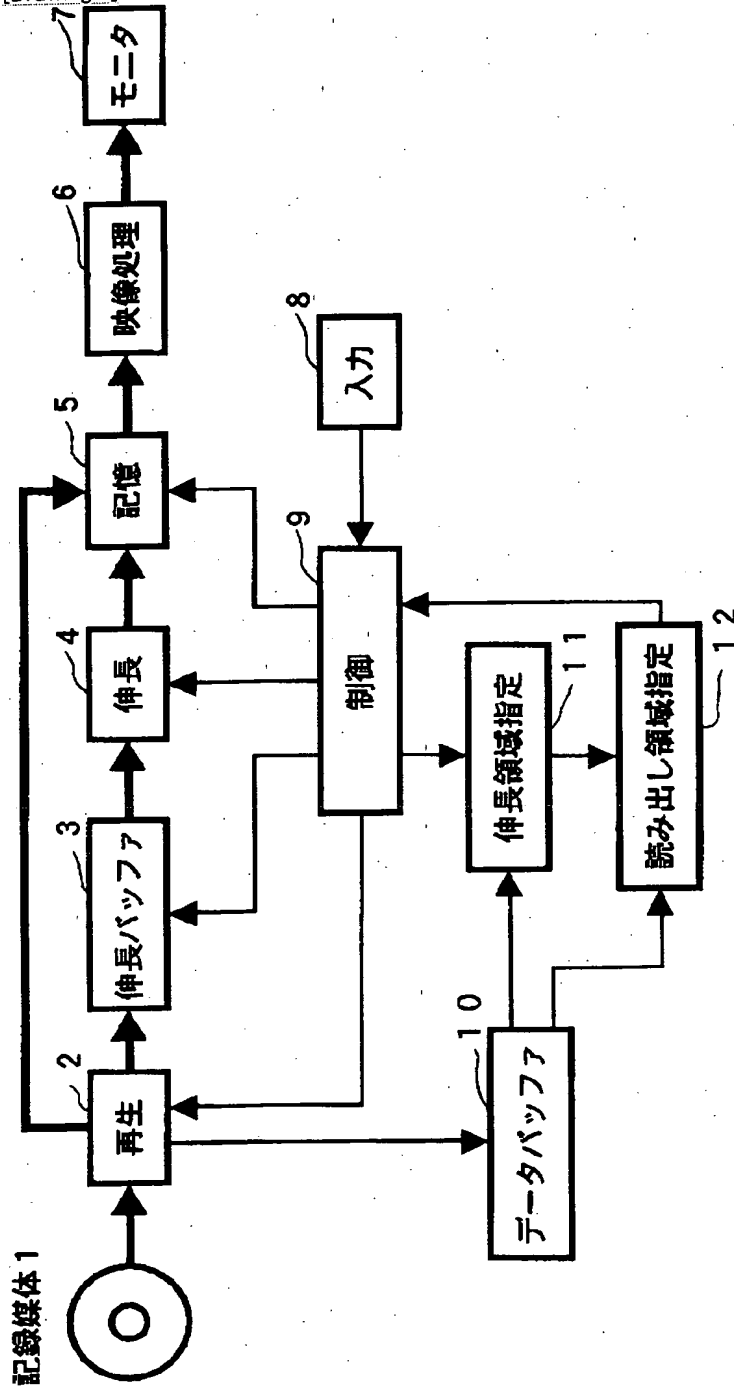 記録媒体1
2
再生
3
伸長バッファ
4
伸長
5
記憶
6
映像処理
7
モニタ
8
入力
9
制御
10
データバッファ
伸長領域指定
11
読み出し領域指定
12